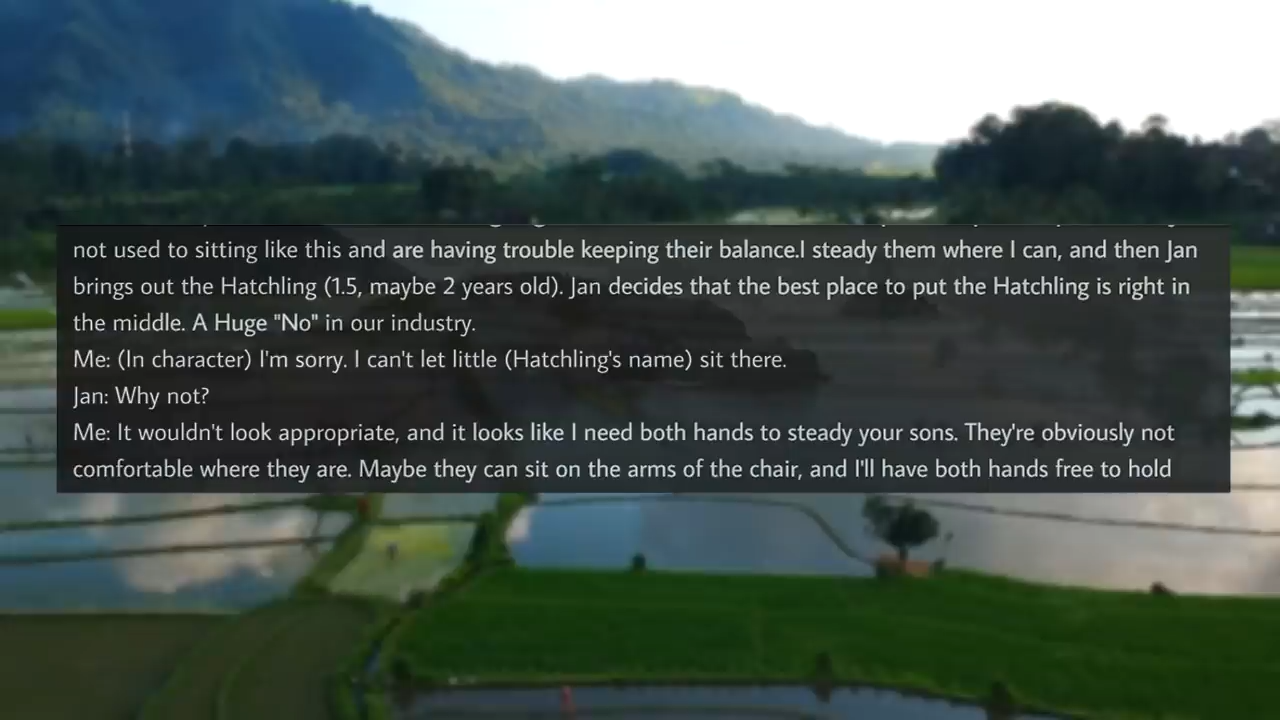 not used to sitting like this and are having trouble keeping their balance.I steady them where I can, and then Jan
brings out the Hatchling (1.5, maybe 2 years old). Jan decides that the best place to put the Hatchling is right in
the middle. A Huge "No" in our industry.
Me: (In character) I'm sorry. I can't let little (Hatchling's name) sit there.
Jan: Why not?
Me: It wouldn't look appropriate, and it looks like I need both hands to steady your sons. They're obviously not
comfortable where they are. Maybe they can sit on the arms of the chair, and I'll have both hands free to hold